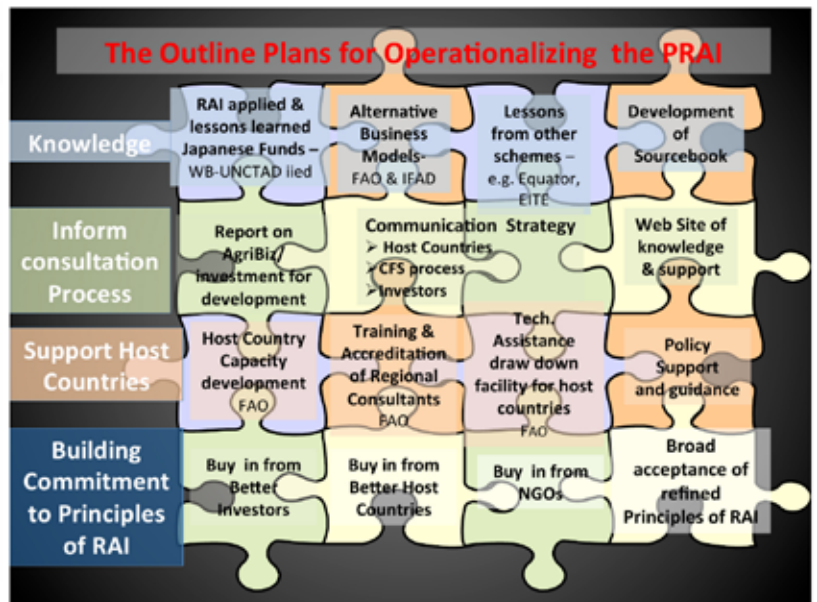 The Outline Plans for Operationalizing the PRAI
Knowledge
RAI applied &
lessons learned
Japanese Funds –
WB-UNCTAD iied
Alternative
Business
Models-
FAO & IFAD
Lessons
from other
schemes –
e.g. Equator,
EITE
Development
of
Sourcebook
Inform
consultation
Process
Report on
AgriBiz/
investment for
development
Communication Strategy
➢ Host Countries
➢CFS process
➢Investors
Web Site of
knowledge
& support
Support Host
Countries
Host Country
Capacity
development
FAO
Training &
Accreditation
of Regional
Consultants
FAO
Tech.
Assistance
draw down
facility for host
countries
FAO
Policy
Support
and guidance
Building
Commitment
to Principles
of RAI
Buy in from
Better
Investors
Buy in from
Better Host
Countries
Buy in from
NGOs
Broad
acceptance of
refined
Principles of RAI